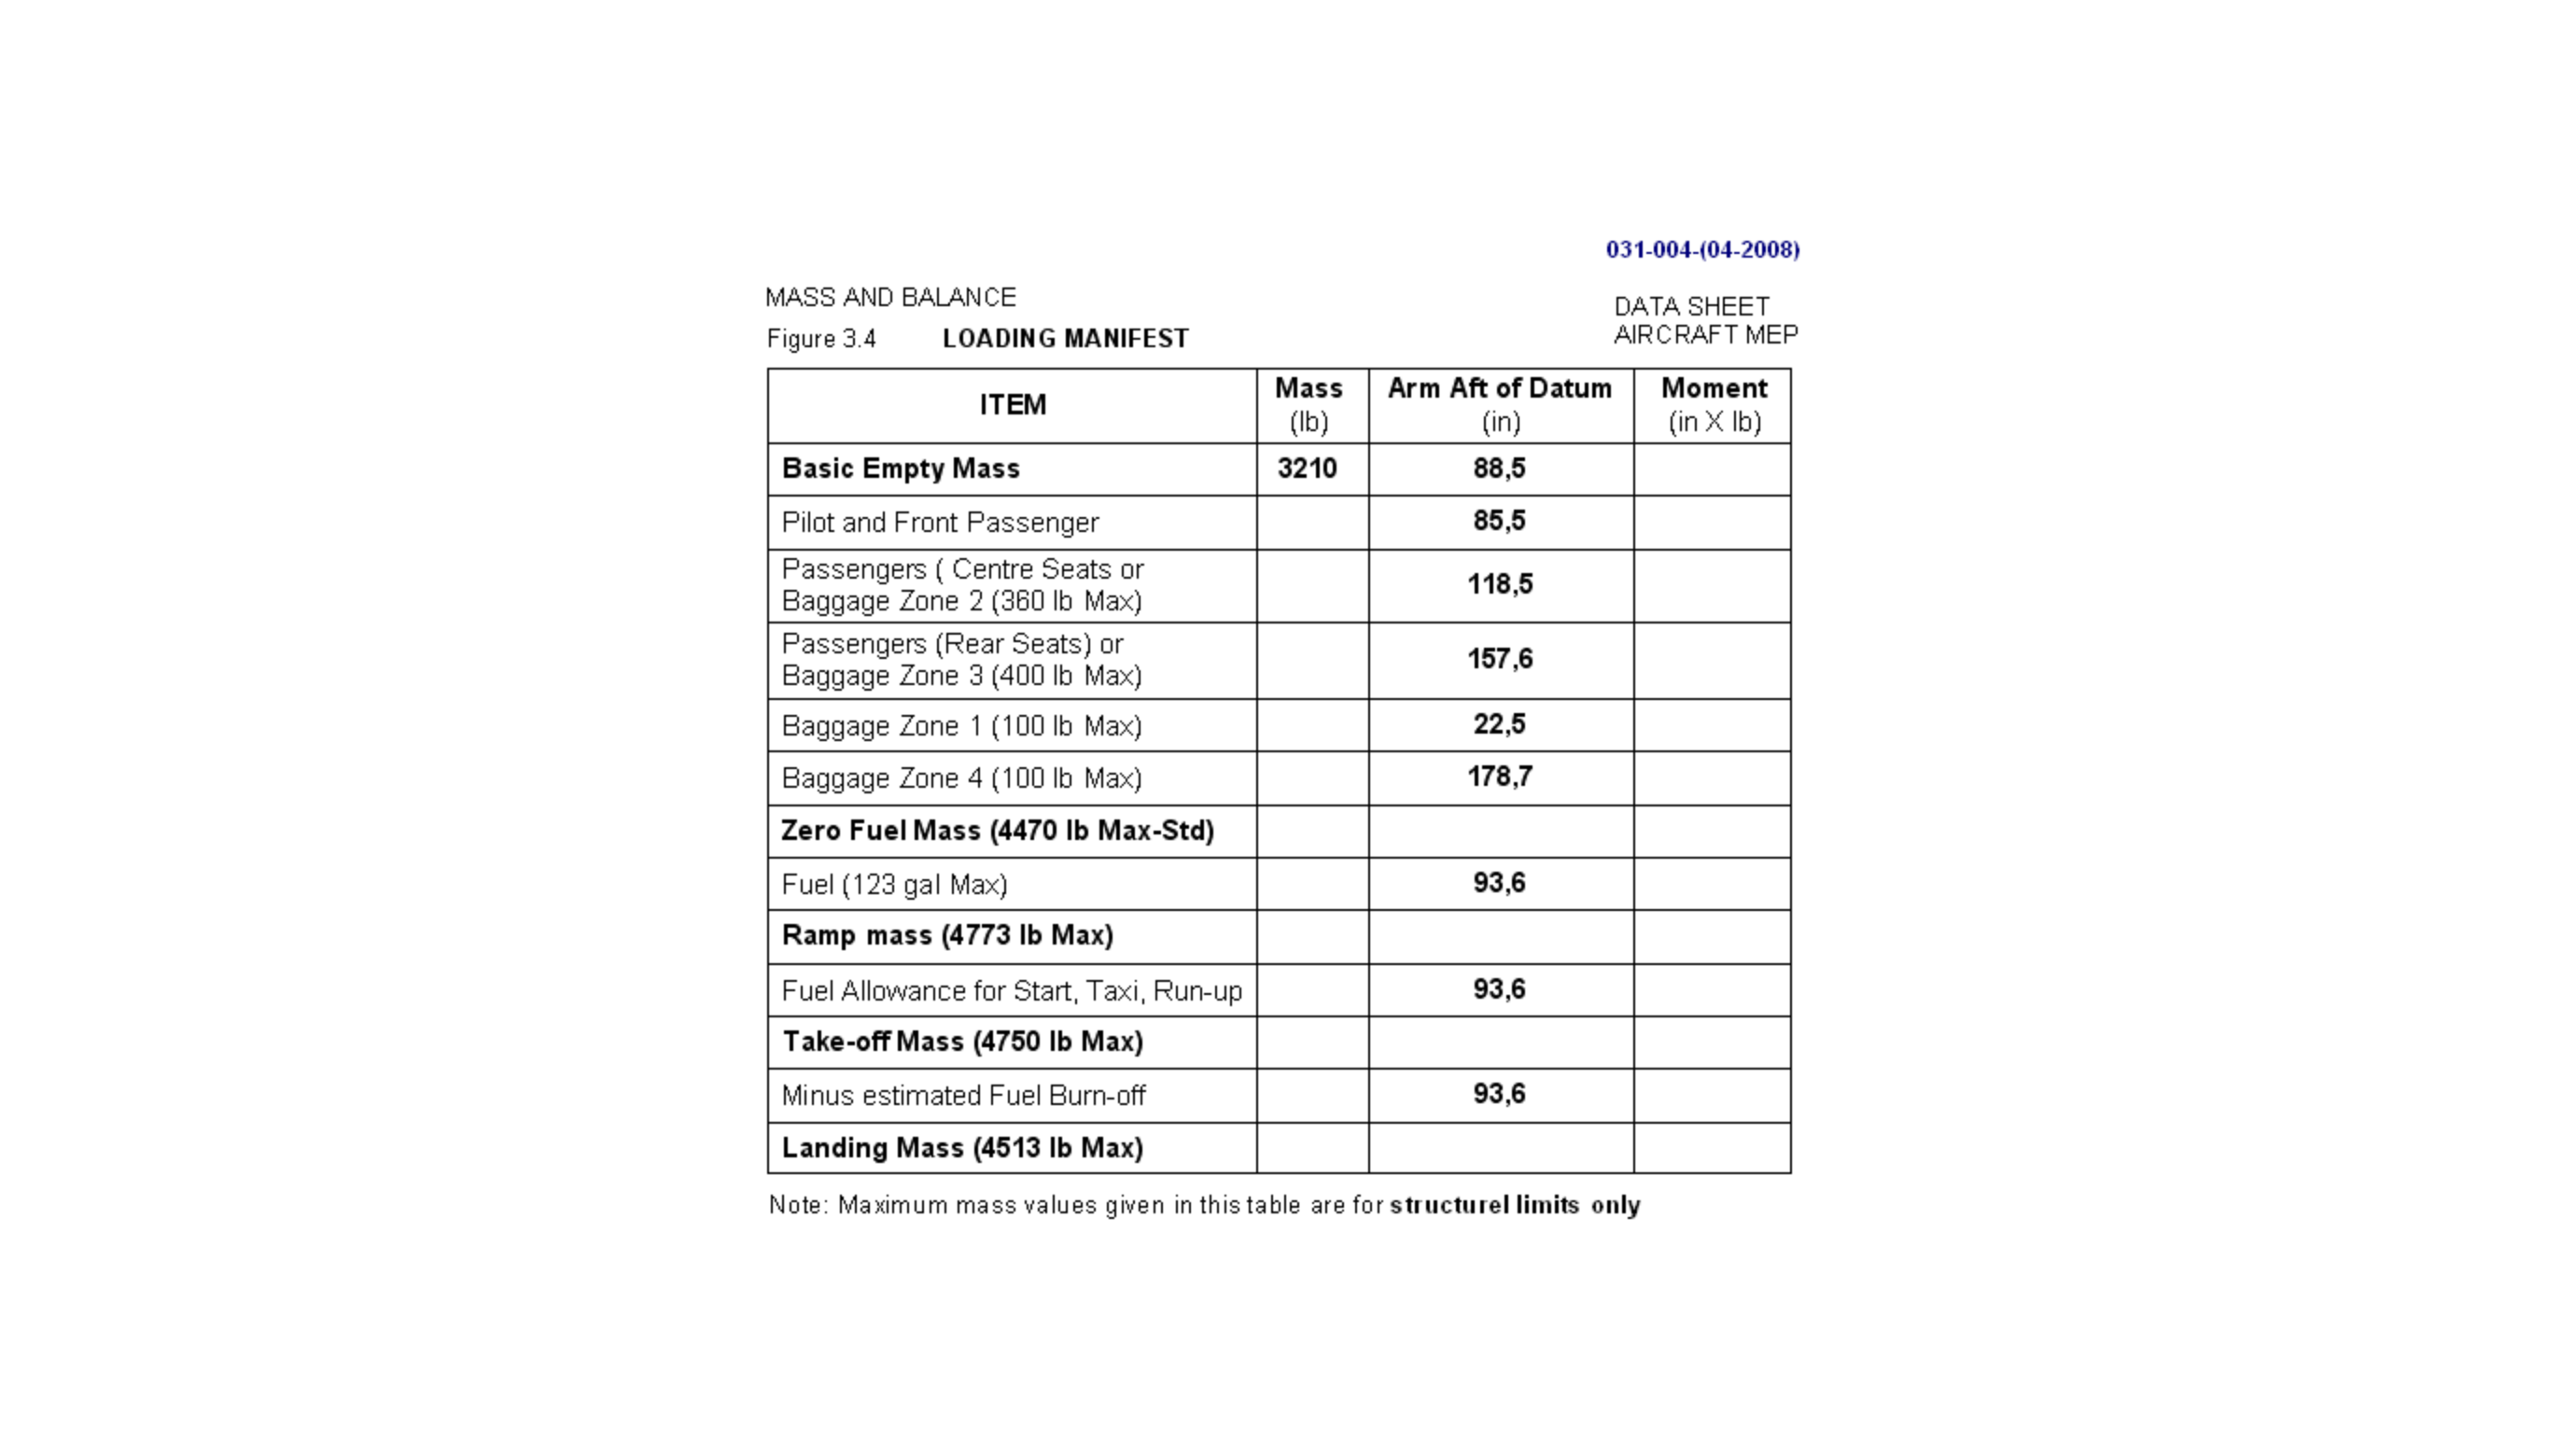 031-004-(04-2008)
MASS AND BALANCE
DATA SHEET
AIRCRAFT MEP
Figure 3.4 LOADING MANIFEST
ITEM Mass (lb) Arm Aft of Datum (in) Moment (in X lb)
Basic Empty Mass 3210 88,5
Pilot and Front Passenger 85,5
Passengers ( Centre Seats or
Baggage Zone 2 (360 lb Max) 118,5
Passengers (Rear Seats) or
Baggage Zone 3 (400 lb Max) 157,6
Baggage Zone 1 (100 lb Max) 22,5
Baggage Zone 4 (100 lb Max) 178,7
Zero Fuel Mass (4470 lb Max-Std)
Fuel (123 gal Max) 93,6
Ramp mass (4773 lb Max)
Fuel Allowance for Start, Taxi, Run-up 93,6
Take-off Mass (4750 lb Max)
Minus estimated Fuel Burn-off 93,6
Landing Mass (4513 lb Max)
Note: Maximum mass values given in this table are for structurel limits only